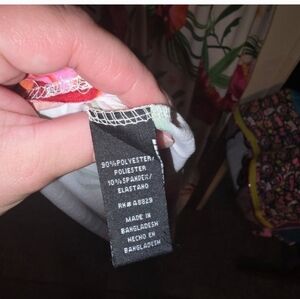 90% POLYESTER/
POLIESTER
10% SPANDEX/
ELASTANO
RN# 48829
MADE IN
BANGLADESH
HECHO EN
BANGLADESH